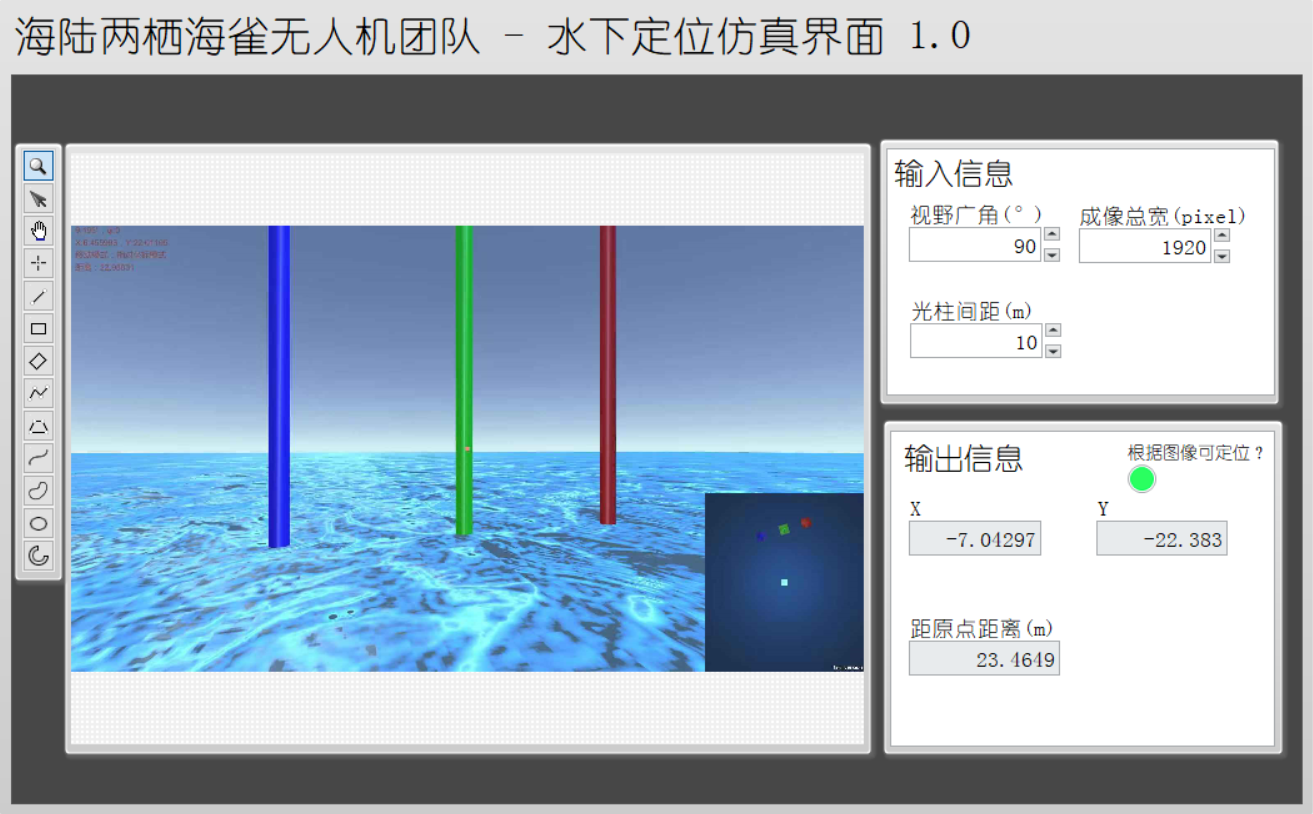 海陆两栖海雀无人机团队 - 水下定位仿真界面 1.0
输入信息
视野广角(°)
成像总宽(pixel)
90
1920
光柱间距(m)
10
输出信息
根据图像可定位？
X
Y
-7.04297
-22.383
距原点距离(m)
23.4649